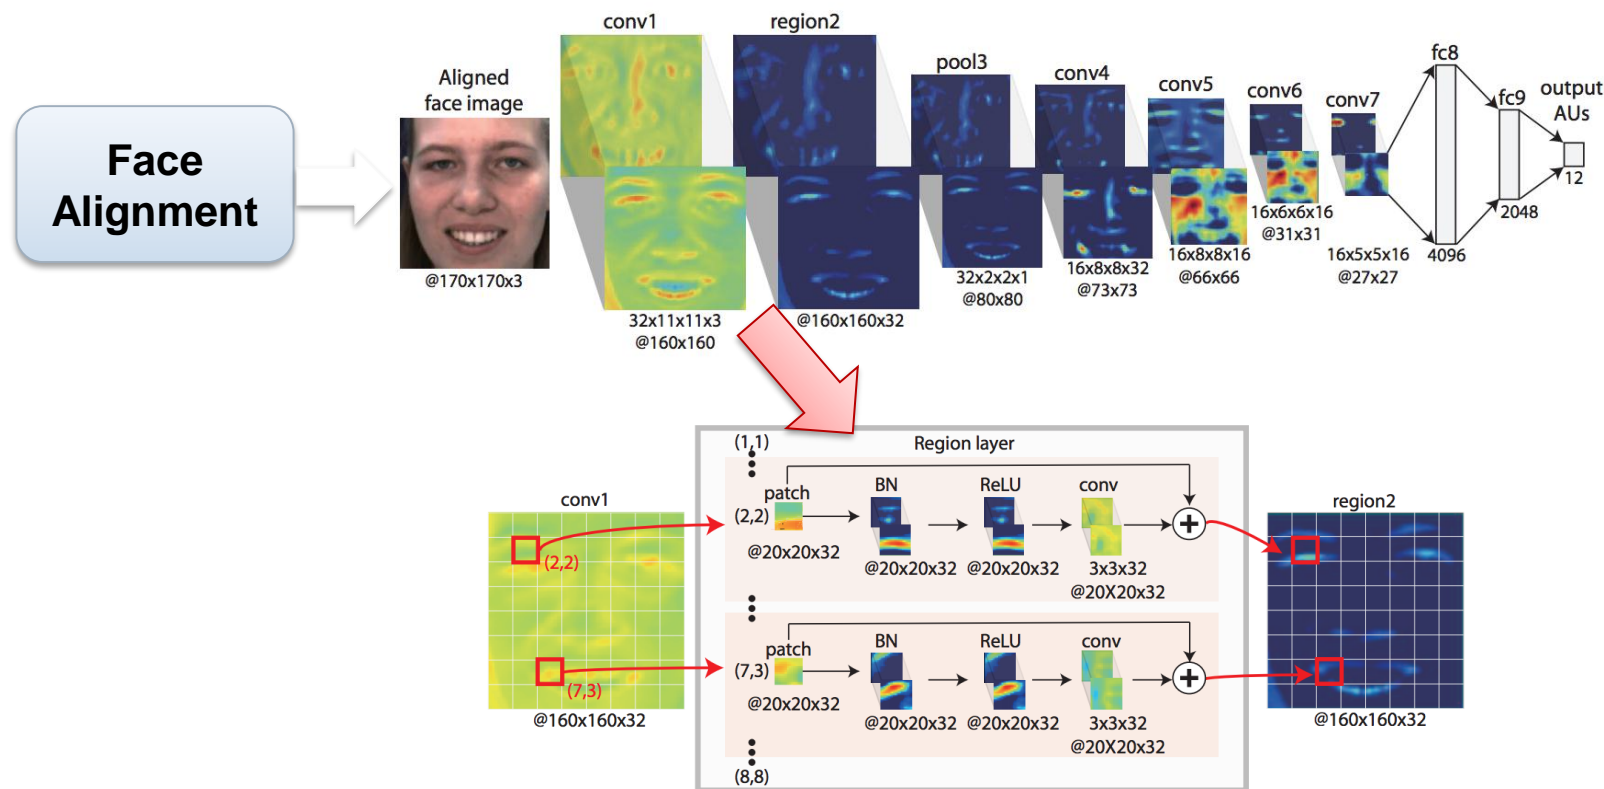 Face
Alignment
Aligned
face image
@170x170x3
conv1
32x11x11x3
@160x160
region2
@160x160x32
pool3
32x2x2x1
@80x80
conv4
16x8x8x32
@73x73
conv5
16x8x8x16
@66x66
conv6
16x6x6x16
@31x31
conv7
16x5x5x16
@27x27
fc8
4096
fc9
2048
output
AUs
12
conv1
(2,2)
(7,3)
@160x160x32
Region layer
(1,1)
(2,2)
patch
@20x20x32
BN
@20x20x32
ReLU
@20x20x32
conv
3x3x32
@20X20x32
+
(7,3)
patch
@20x20x32
BN
@20x20x32
ReLU
@20x20x32
conv
3x3x32
@20X20x32
+
(8,8)
region2
@160x160x32